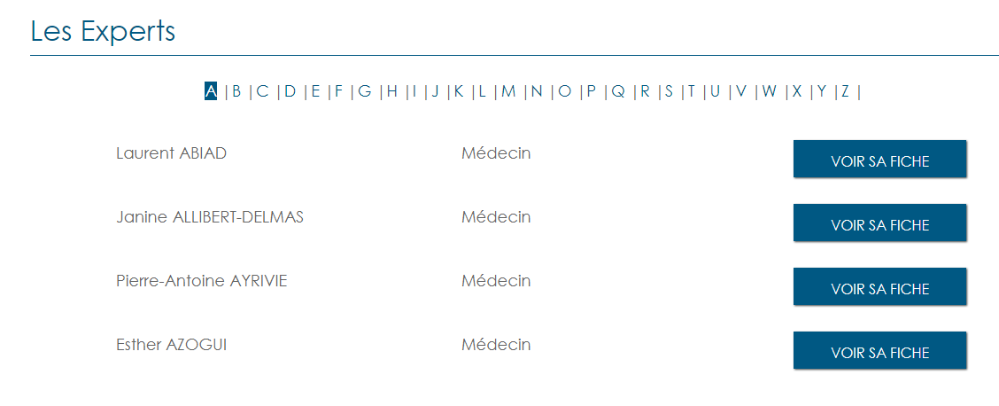 Les Experts
A |B |C |D |E |F |G |H |I |J |K |L |M |N |O |P |Q |R |S |T |U |V |W |X |Y |Z |
Laurent ABIAD Médecin VOIR SA FICHE
Janine ALLIBERT-DELMAS Médecin VOIR SA FICHE
Pierre-Antoine AYRIVIE Médecin VOIR SA FICHE
Esther AZOGUI Médecin VOIR SA FICHE